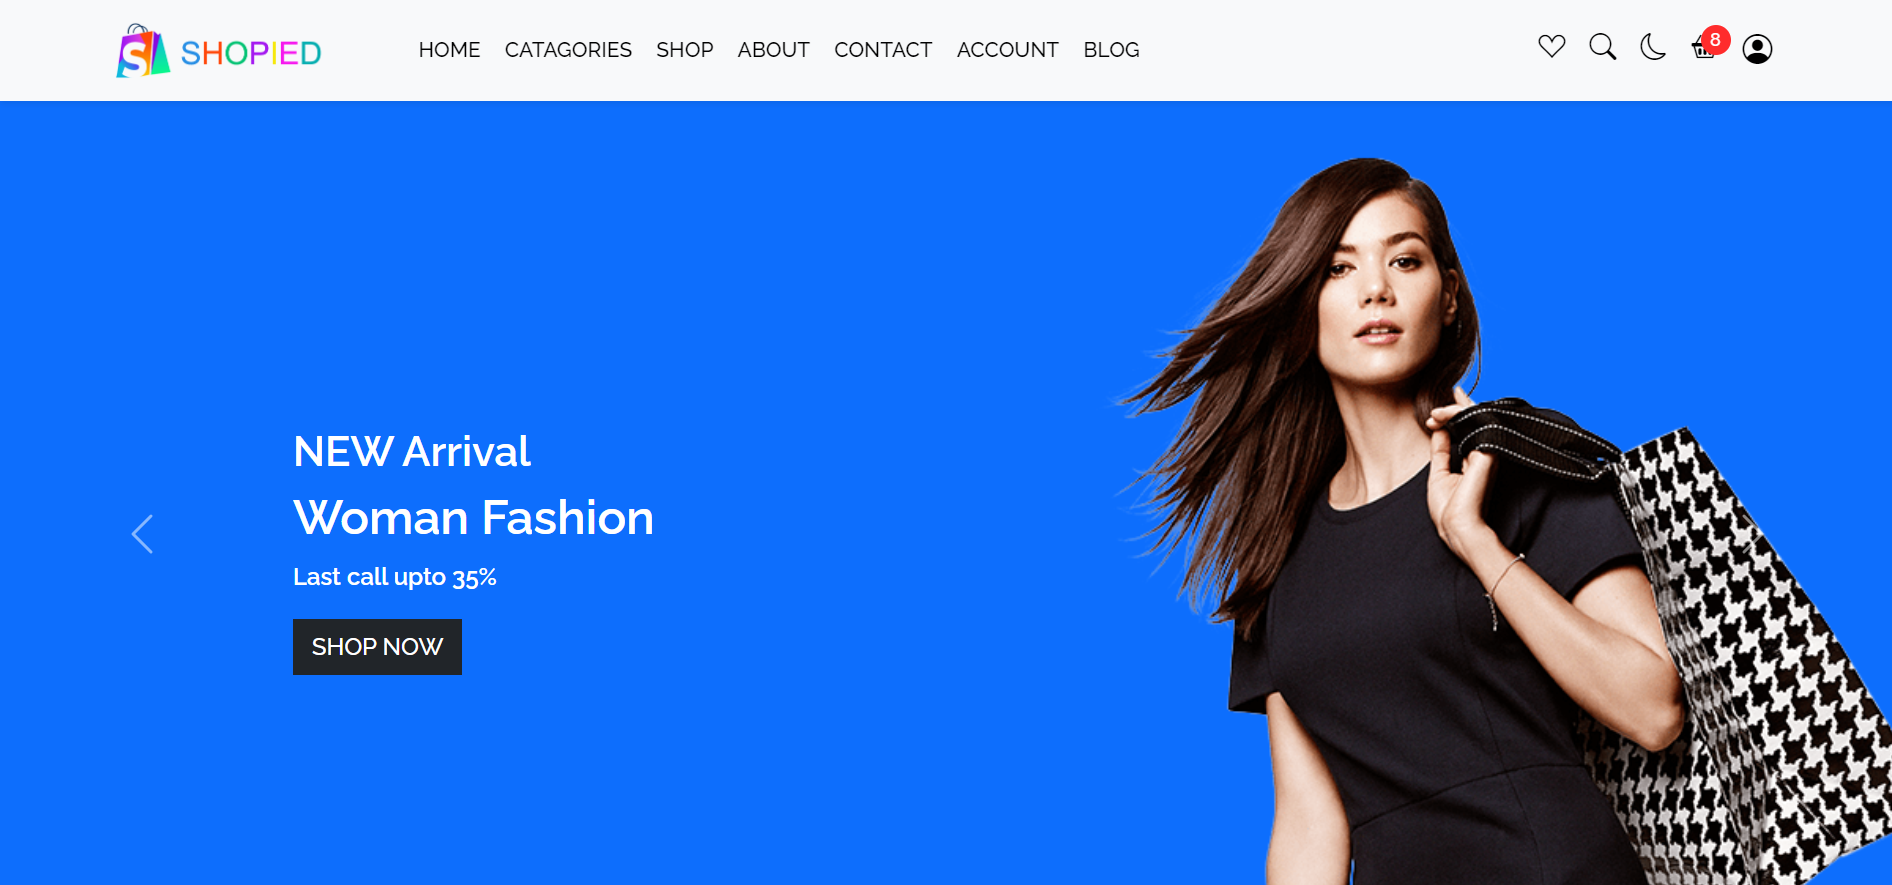 S SHOPIED
HOME CATAGORIES SHOP ABOUT CONTACT ACCOUNT BLOG
8
NEW Arrival
Woman Fashion
Last call upto 35%
SHOP NOW